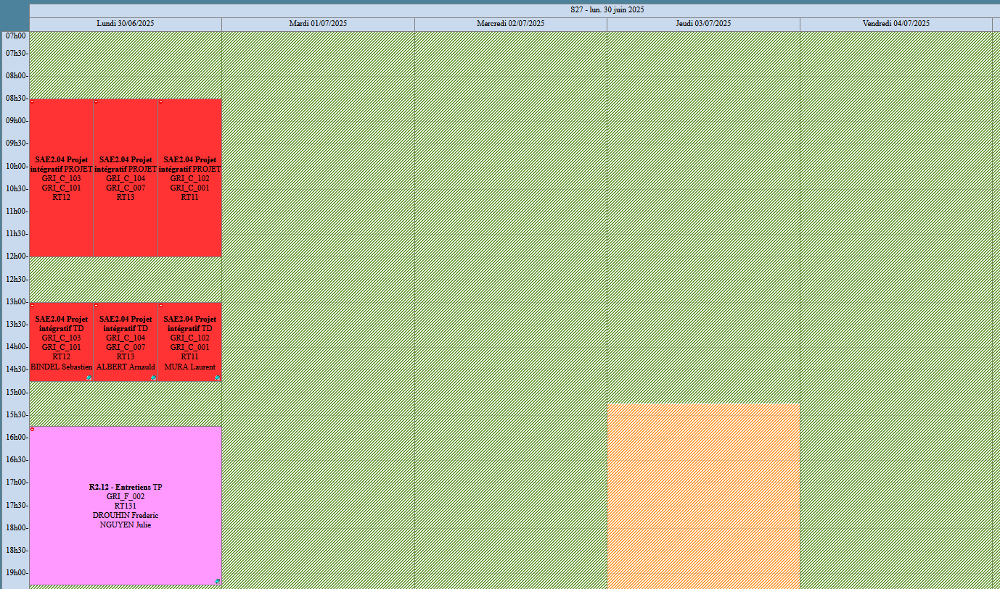 S27 - lun. 30 juin 2025
Lundi 30/06/2025
Mardi 01/07/2025
Mercredi 02/07/2025
Jeudi 03/07/2025
Vendredi 04/07/2025
07h00
07h30-
08h00-
08h30-
09h00-
09h30-
10h00-
10h30-
11h00-
11h30-
12h00-
12h30-
13h00-
13h30-
14h00-
14h30-
15h00-
15h30-
16h00-
16h30-
17h00-
17h30-
18h00-
18h30-
19h00-
SAE2.04 Projet
intégratif PROJET
GRI_C_103
GRI_C_101
RT12
SAE2.04 Projet
intégratif PROJET
GRI_C_104
GRI_C_007
RT13
SAE2.04 Projet
intégratif PROJET
GRI_C_102
GRI_C_001
RT11
SAE2.04 Projet
intégratif TD
GRI_C_103
GRI_C_101
RT12
BINDEL Sebastien
SAE2.04 Projet
intégratif TD
GRI_C_104
GRI_C_007
RT13
ALBERT Arnauld
SAE2.04 Projet
intégratif TD
GRI_C_102
GRI_C_001
RT11
MURA Laurent
R2.12 - Entretiens TP
GRI_F_002
RT131
DROUHIN Frederic
NGUYEN Julie